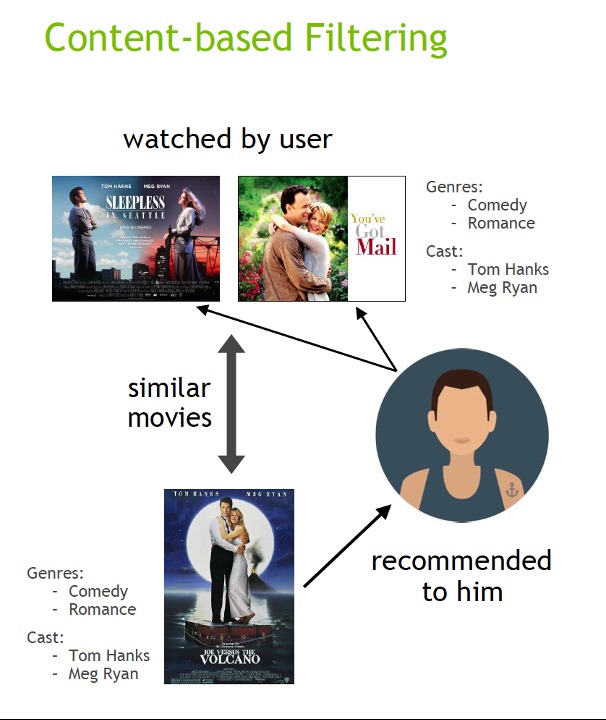 Content-based Filtering
watched by user
TOM HANKS MEG RYAN
SLEEPLESS
IN SEATTLE
You've
Got
Mail
Genres:
- Comedy
- Romance
Cast:
- Tom Hanks
- Meg Ryan
similar
movies
TOM HANKS MEG RYAN
JOE VERSUS THE
VOLCANO
Genres:
- Comedy
- Romance
Cast:
- Tom Hanks
- Meg Ryan
recommended
to him